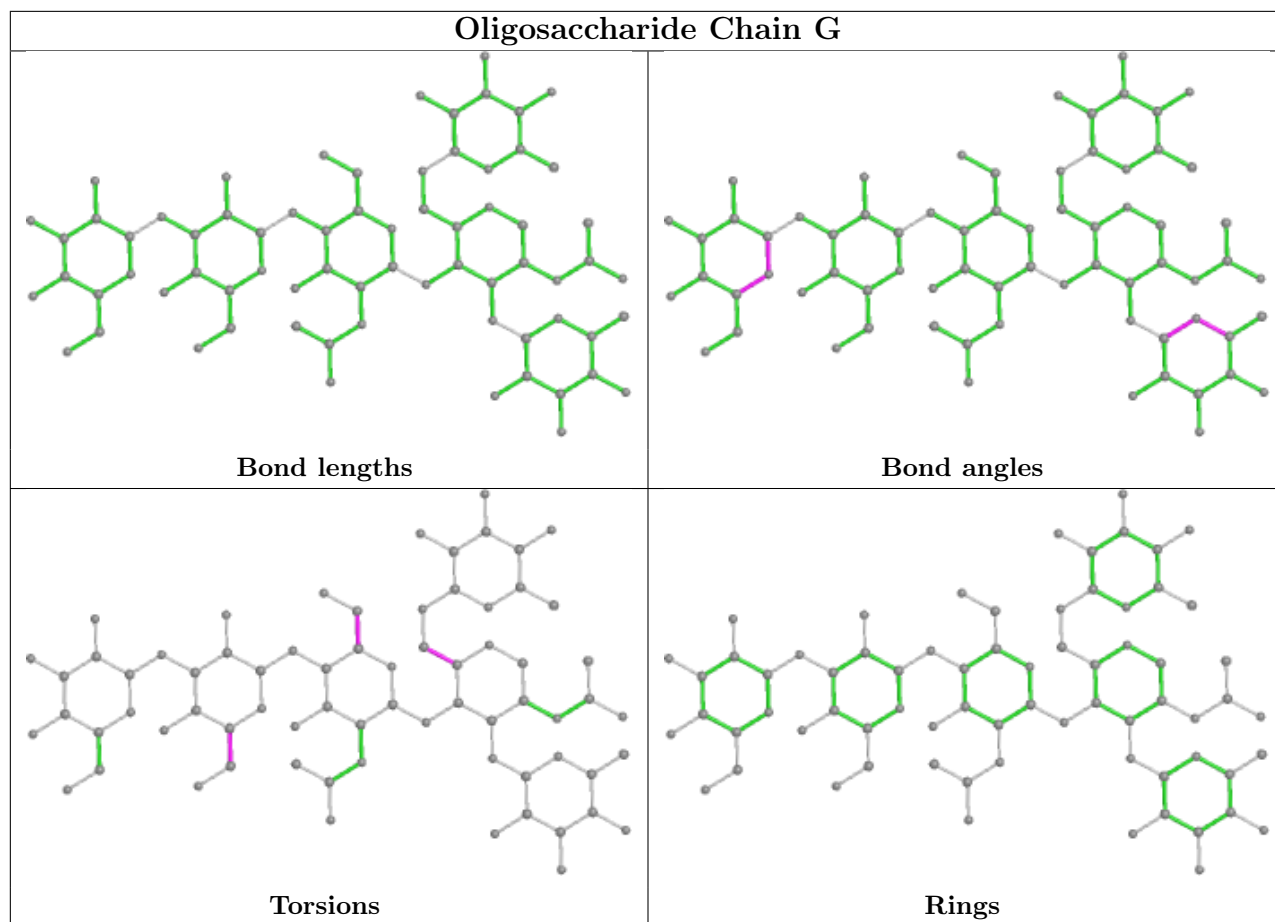 Oligosaccharide Chain G
Bond lengths
Bond angles
Torsions
Rings